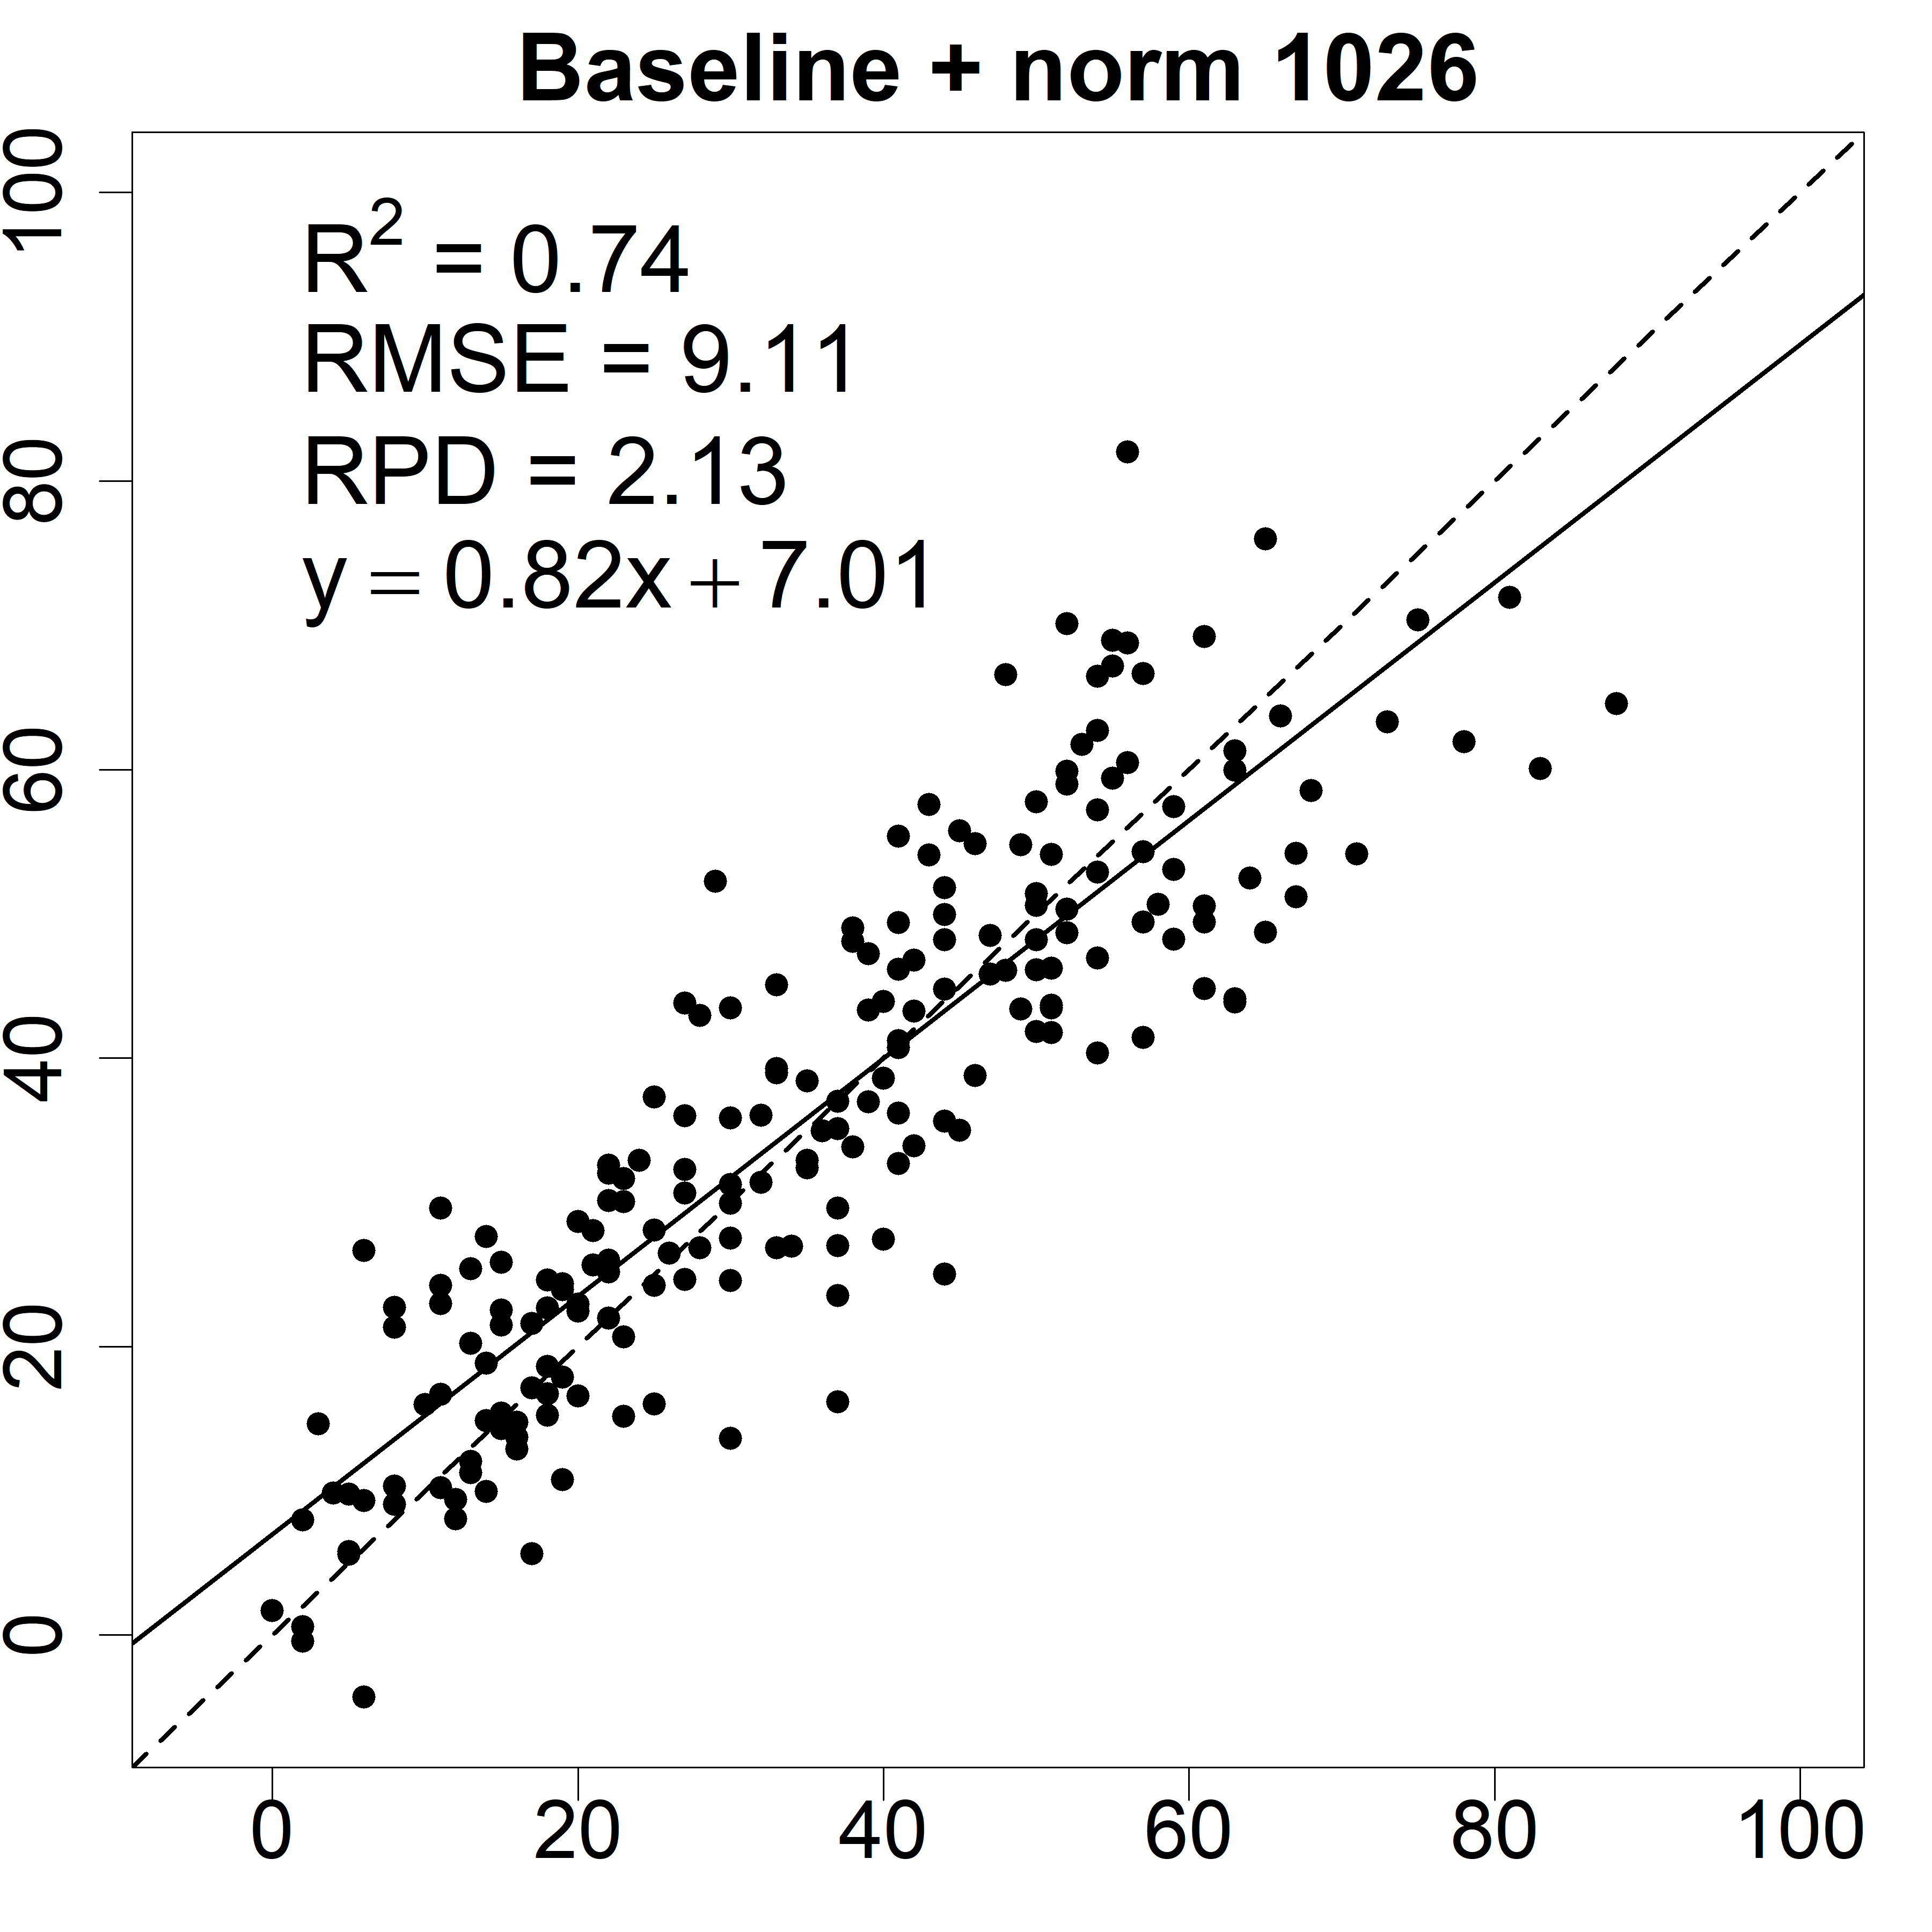 Baseline + norm 1026
R² = 0.74
RMSE = 9.11
RPD = 2.13
y = 0.82x + 7.01
100
80
60
40
20
0
0 20 40 60 80 100